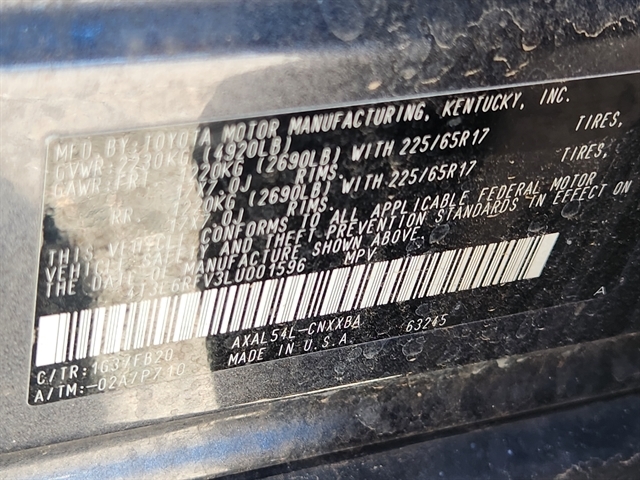 MFD BY: TOYOTA MOTOR MANUFACTURING, KENTUCKY, INC.
GVWR: 2230KG (4920LB)
GAWR: FRT 1220KG (2690LB) WITH 225/65R17 TIRES,
17X7.0J RIMS,
RR. 1220KG (2690LB) WITH 225/65R17 TIRES,
RIMS,
THIS VEHICLE CONFORMS TO ALL APPLICABLE FEDERAL MOTOR
VEHICLE SAFETY AND THEFT PREVENTION STANDARDS IN EFFECT ON
THE DATE OF MANUFACTURE SHOWN ABOVE.
MPV
C/TR: 1G3/FB20 AXAL54L-CNXXBA 63245 A
A/TM: -02A/P710 MADE IN U.S.A.